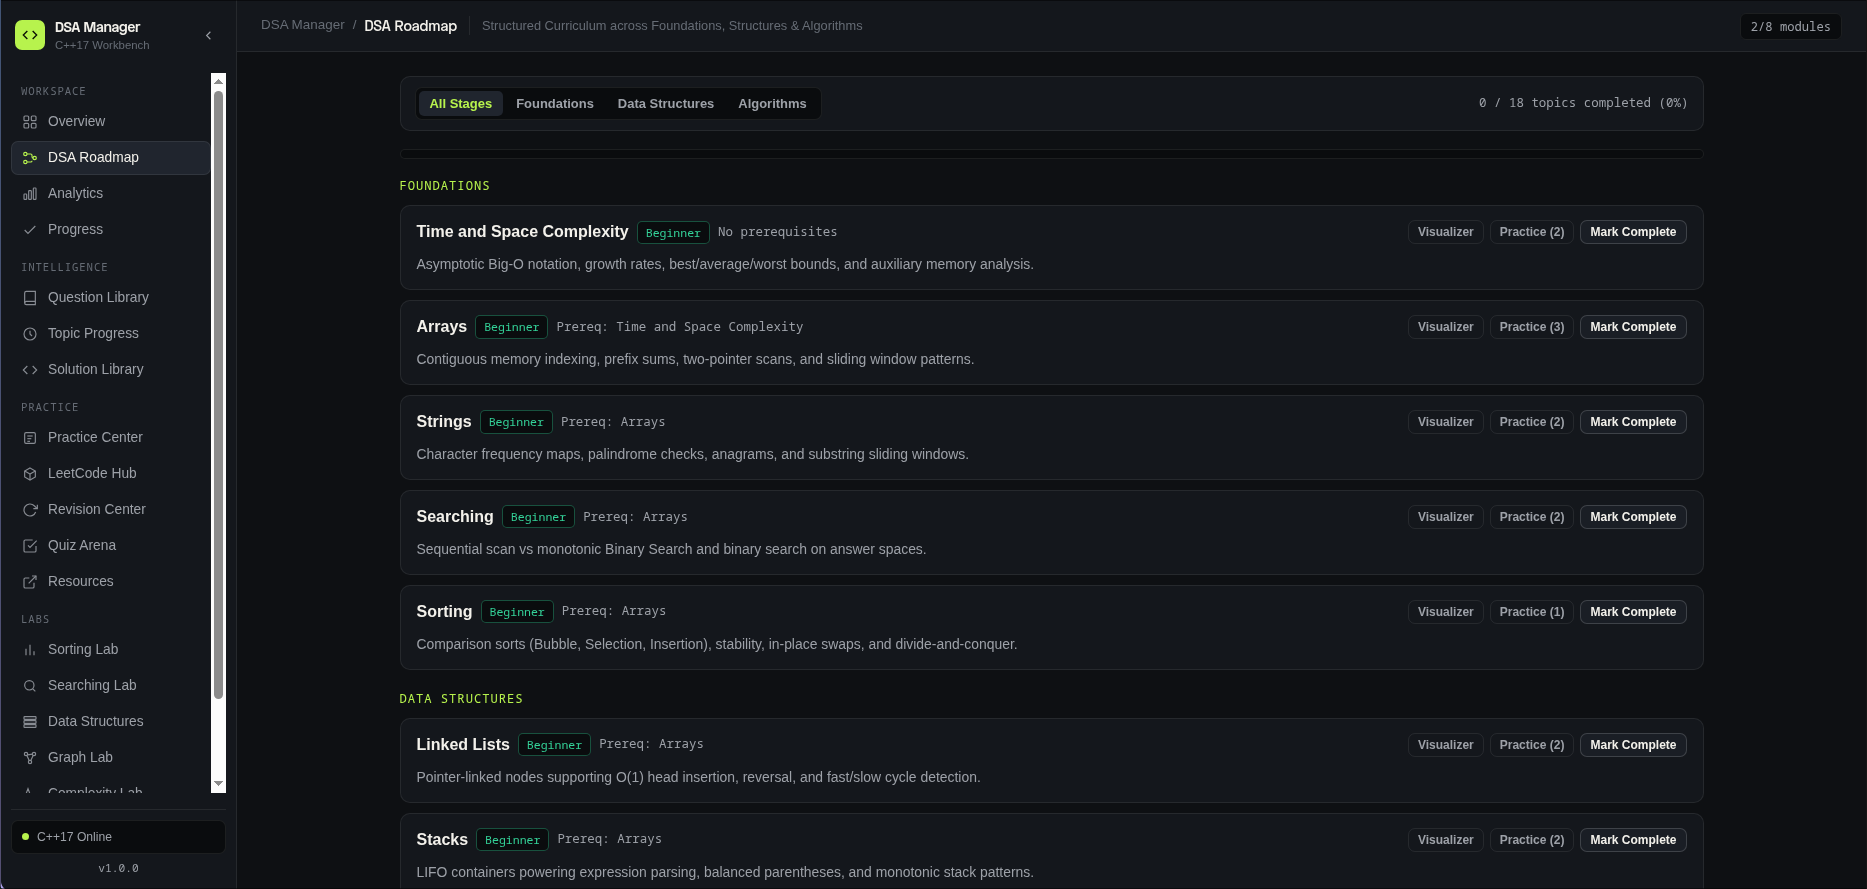 DSA Manager
C++17 Workbench
WORKSPACE
Overview
DSA Roadmap
Analytics
Progress
INTELLIGENCE
Question Library
Topic Progress
Solution Library
PRACTICE
Practice Center
LeetCode Hub
Revision Center
Quiz Arena
Resources
LABS
Sorting Lab
Searching Lab
Data Structures
Graph Lab
Complexity Lab
C++17 Online
v1.0.0
DSA Manager / DSA Roadmap Structured Curriculum across Foundations, Structures & Algorithms 2/8 modules
All Stages Foundations Data Structures Algorithms 0 / 18 topics completed (0%)
FOUNDATIONS
Time and Space Complexity Beginner No prerequisites Visualizer Practice (2) Mark Complete
Asymptotic Big-O notation, growth rates, best/average/worst bounds, and auxiliary memory analysis.
Arrays Beginner Prereq: Time and Space Complexity Visualizer Practice (3) Mark Complete
Contiguous memory indexing, prefix sums, two-pointer scans, and sliding window patterns.
Strings Beginner Prereq: Arrays Visualizer Practice (2) Mark Complete
Character frequency maps, palindrome checks, anagrams, and substring sliding windows.
Searching Beginner Prereq: Arrays Visualizer Practice (2) Mark Complete
Sequential scan vs monotonic Binary Search and binary search on answer spaces.
Sorting Beginner Prereq: Arrays Visualizer Practice (1) Mark Complete
Comparison sorts (Bubble, Selection, Insertion), stability, in-place swaps, and divide-and-conquer.
DATA STRUCTURES
Linked Lists Beginner Prereq: Arrays Visualizer Practice (2) Mark Complete
Pointer-linked nodes supporting O(1) head insertion, reversal, and fast/slow cycle detection.
Stacks Beginner Prereq: Arrays Visualizer Practice (2) Mark Complete
LIFO containers powering expression parsing, balanced parentheses, and monotonic stack patterns.